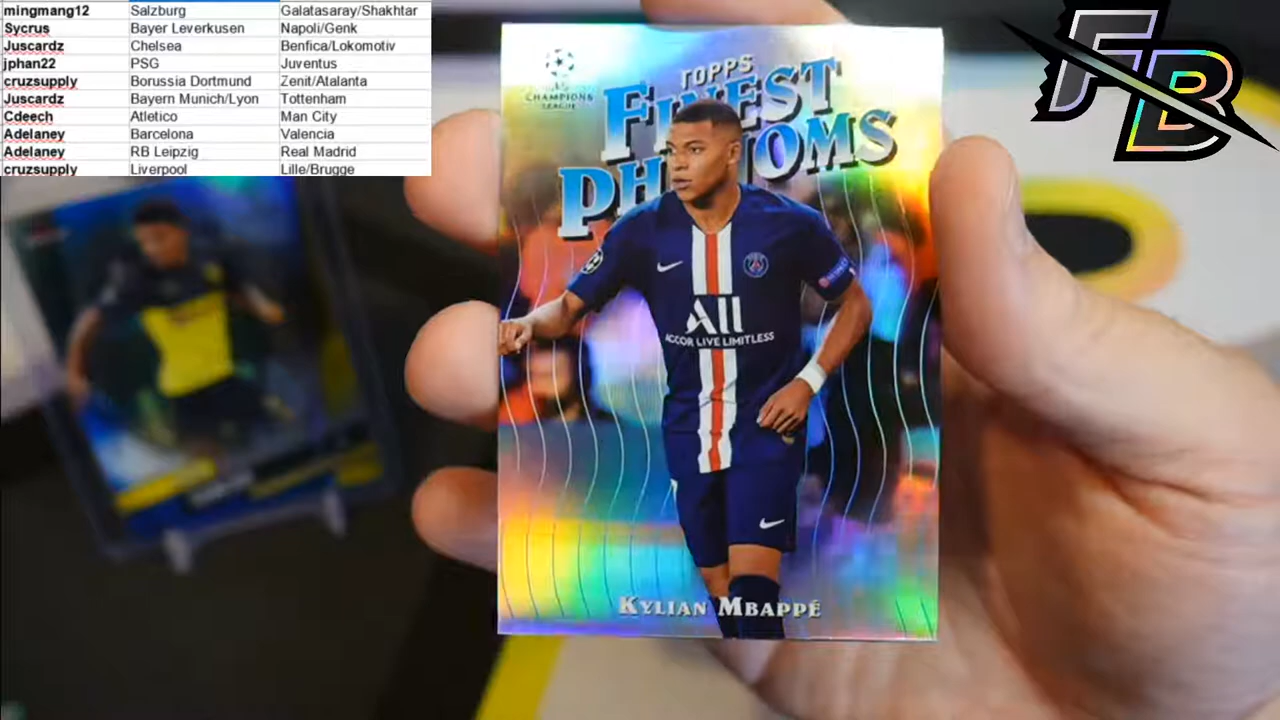 mingmang12 Salzburg Galatasaray/Shakhtar
Sycrus Bayer Leverkusen Napoli/Genk
Juscardz Chelsea Benfica/Lokomotiv
jphan22 PSG Juventus
cruzsupply Borussia Dortmund Zenit/Atalanta
Juscardz Bayern Munich/Lyon Tottenham
Cdeech Atletico Man City
Adelaney Barcelona Valencia
Adelaney RB Leipzig Real Madrid
cruzsupply Liverpool Lille/Brugge
FB
CHAMPIONS
LEAGUE
TOPPS
FINEST
PHENOMS
ALL
ACCOR LIVE LIMITLESS
KYLIAN MBAPPÉ